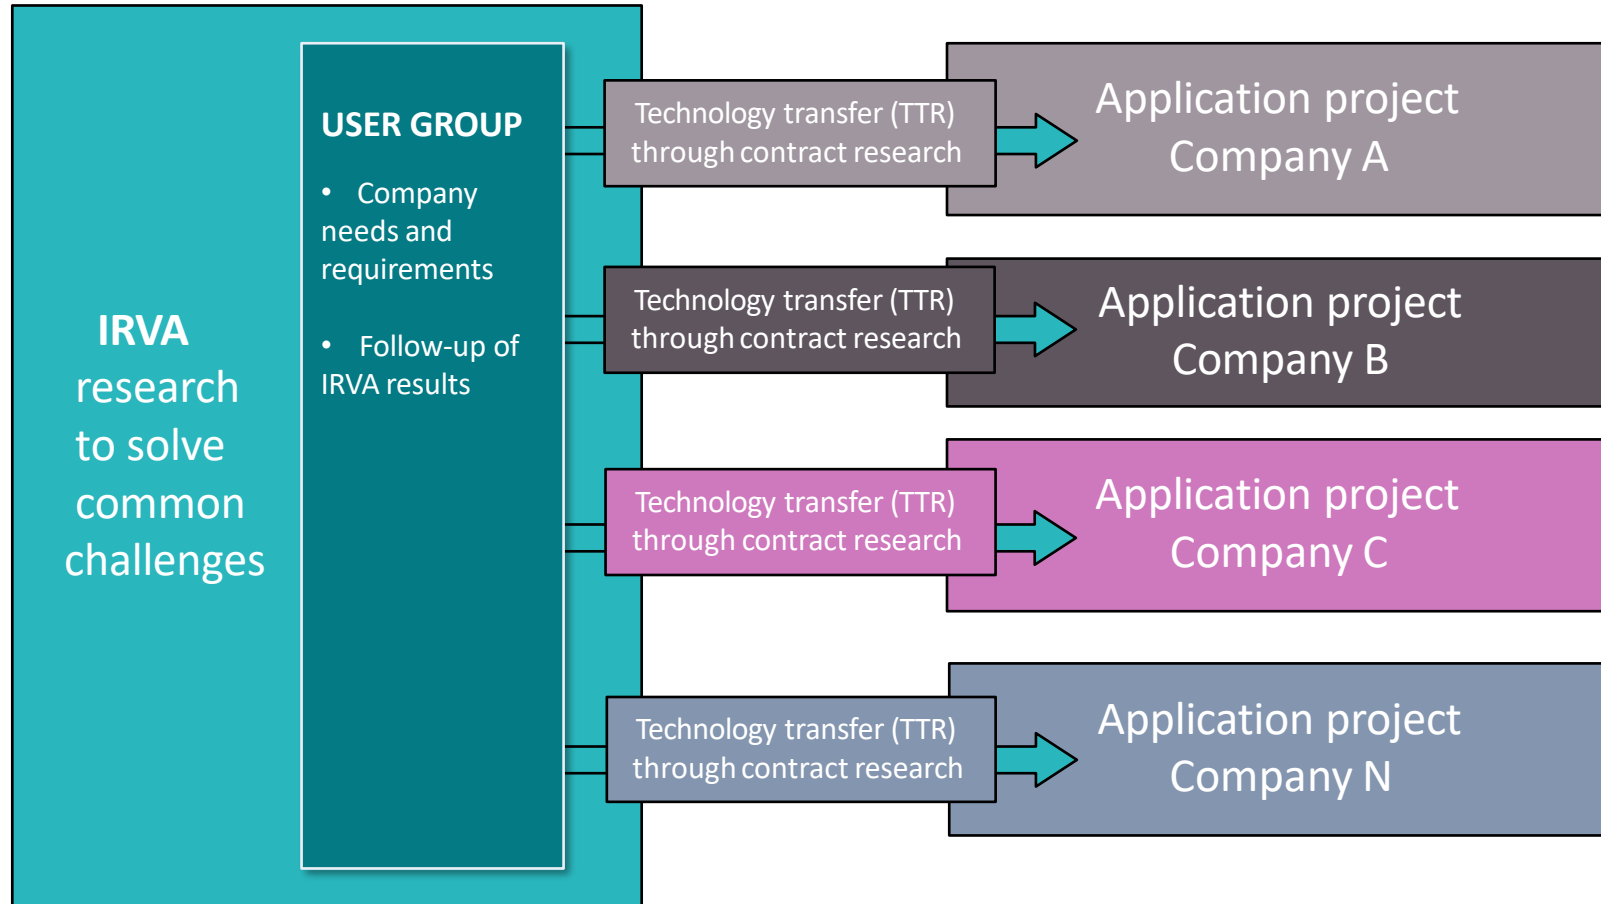 IRVA
research
to solve
common
challenges
USER GROUP
• Company
needs and
requirements
• Follow-up of
IRVA results
Technology transfer (TTR)
through contract research
Application project
Company A
Technology transfer (TTR)
through contract research
Application project
Company B
Technology transfer (TTR)
through contract research
Application project
Company C
Technology transfer (TTR)
through contract research
Application project
Company N